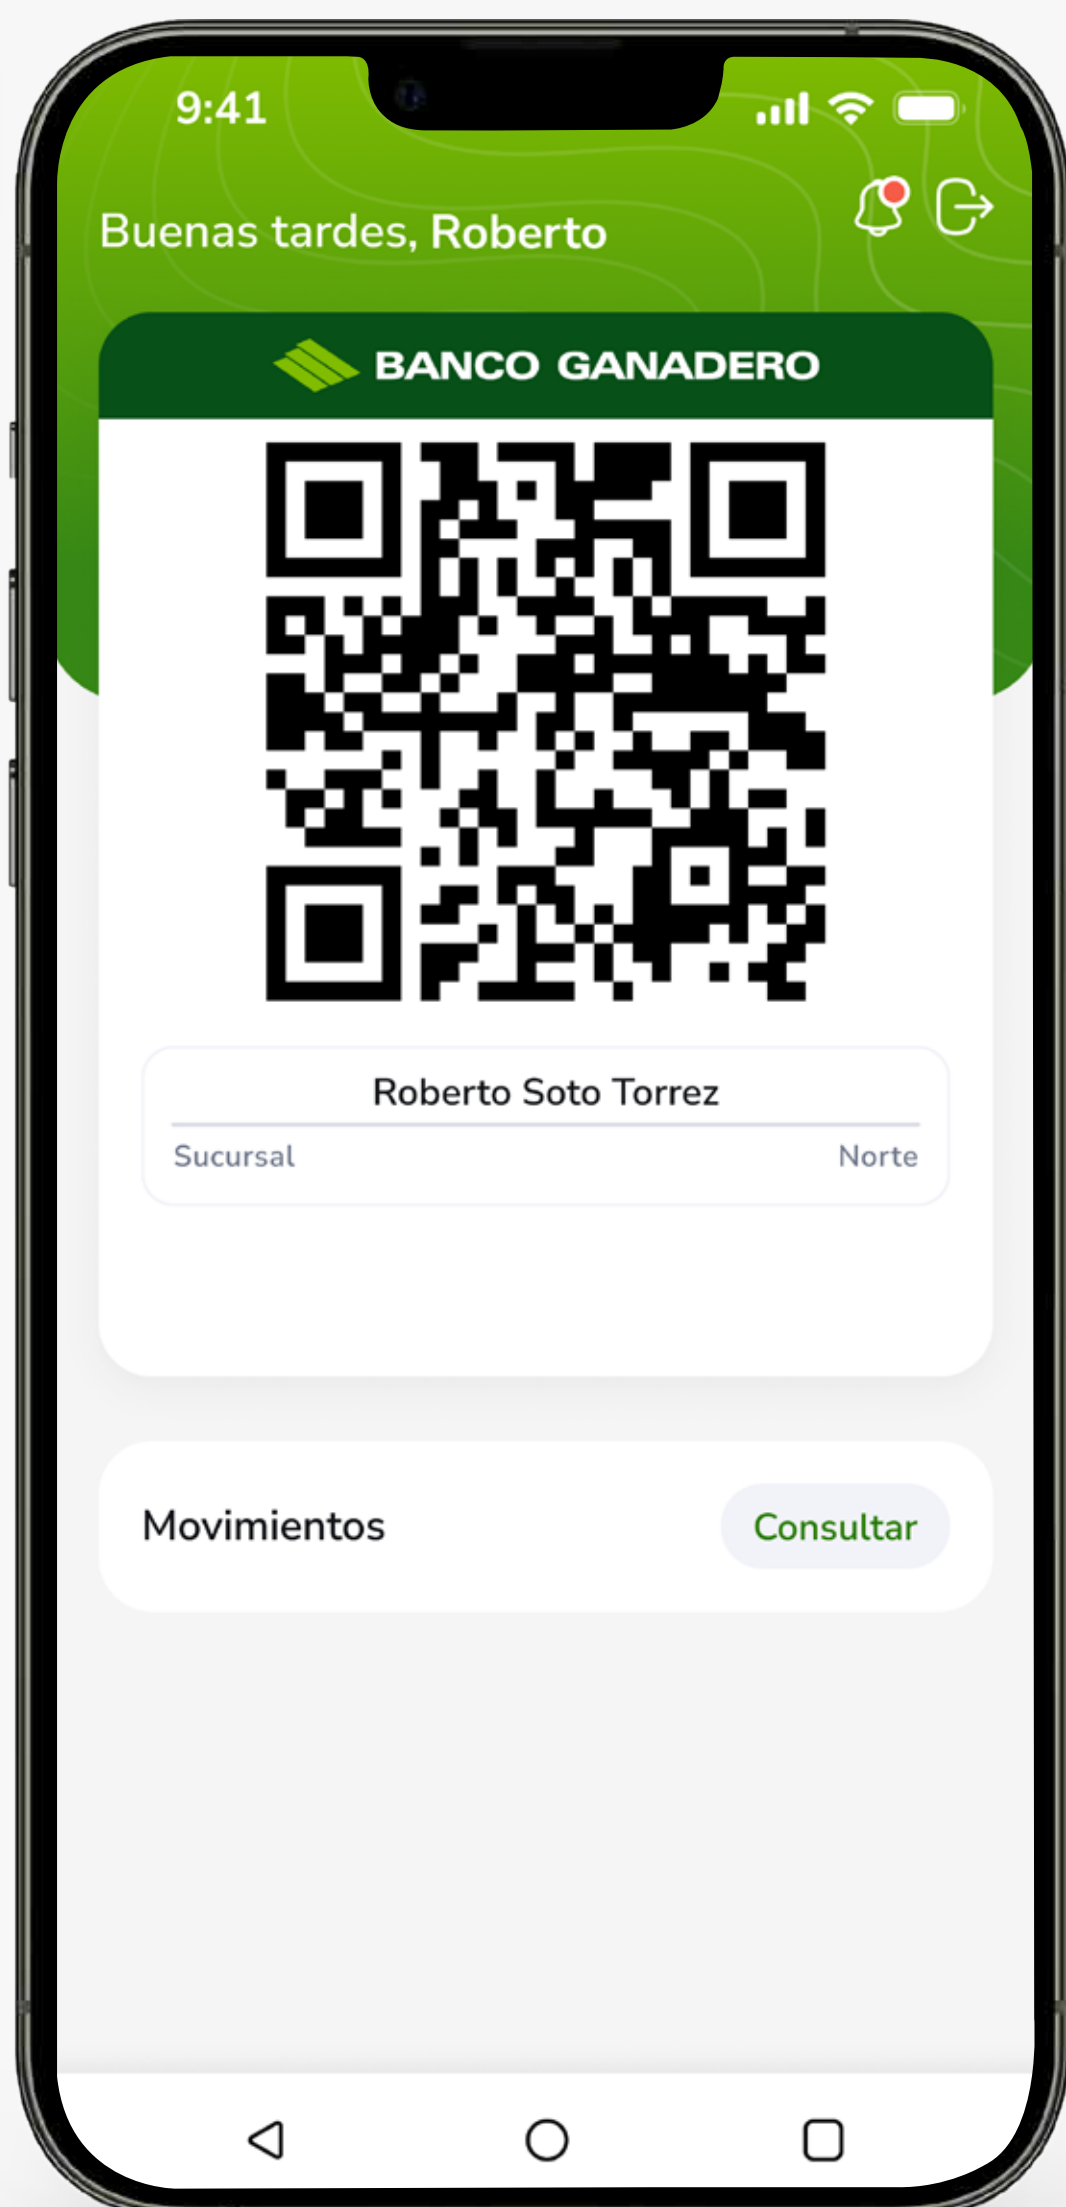 9:41
Buenas tardes, Roberto
BANCO GANADERO
Roberto Soto Torrez
Sucursal Norte
Movimientos Consultar